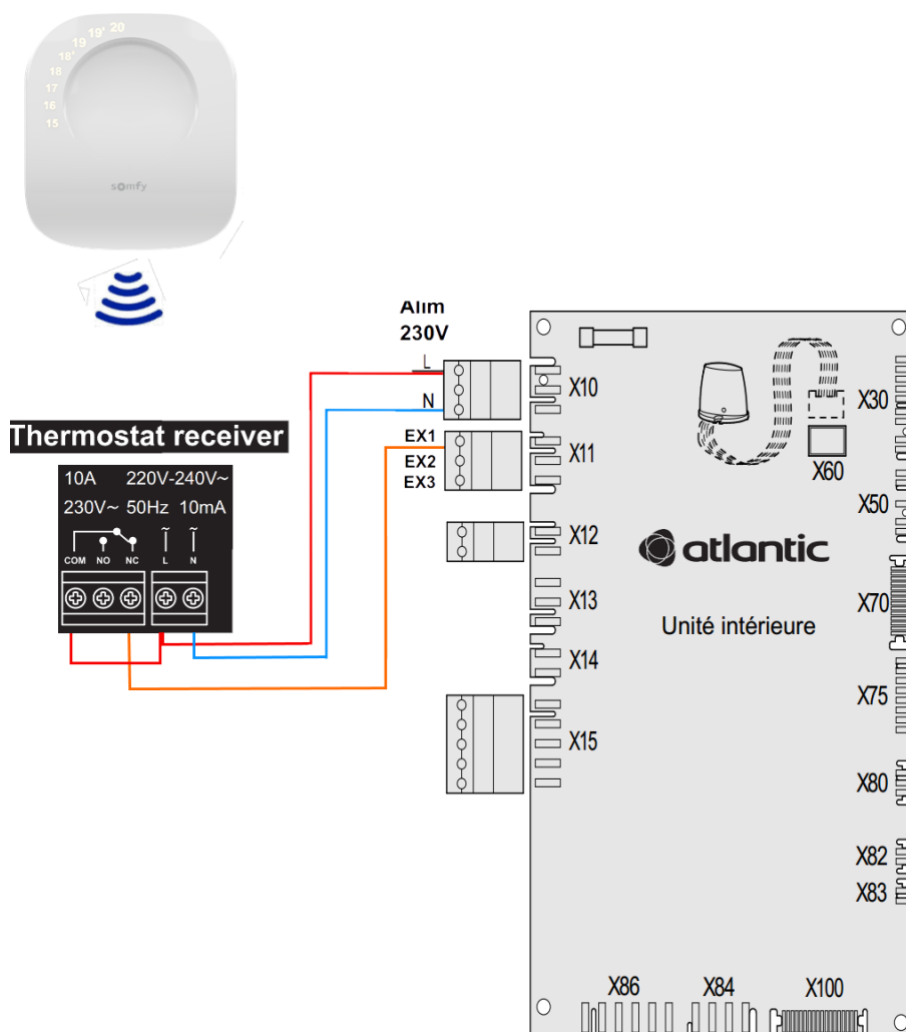 20
19'
19
18'
18
17
16
15
somfy
Alim
230V
L
N
EX1
EX2
EX3
Thermostat receiver
10A 220V-240V~
230V~ 50Hz 10mA
~ ~
COM NO NC L N
X10
X11
X12
X13
X14
X15
X30
X60
X50
X70
X75
X80
X82
X83
atlantic
Unité intérieure
X86 X84 X100